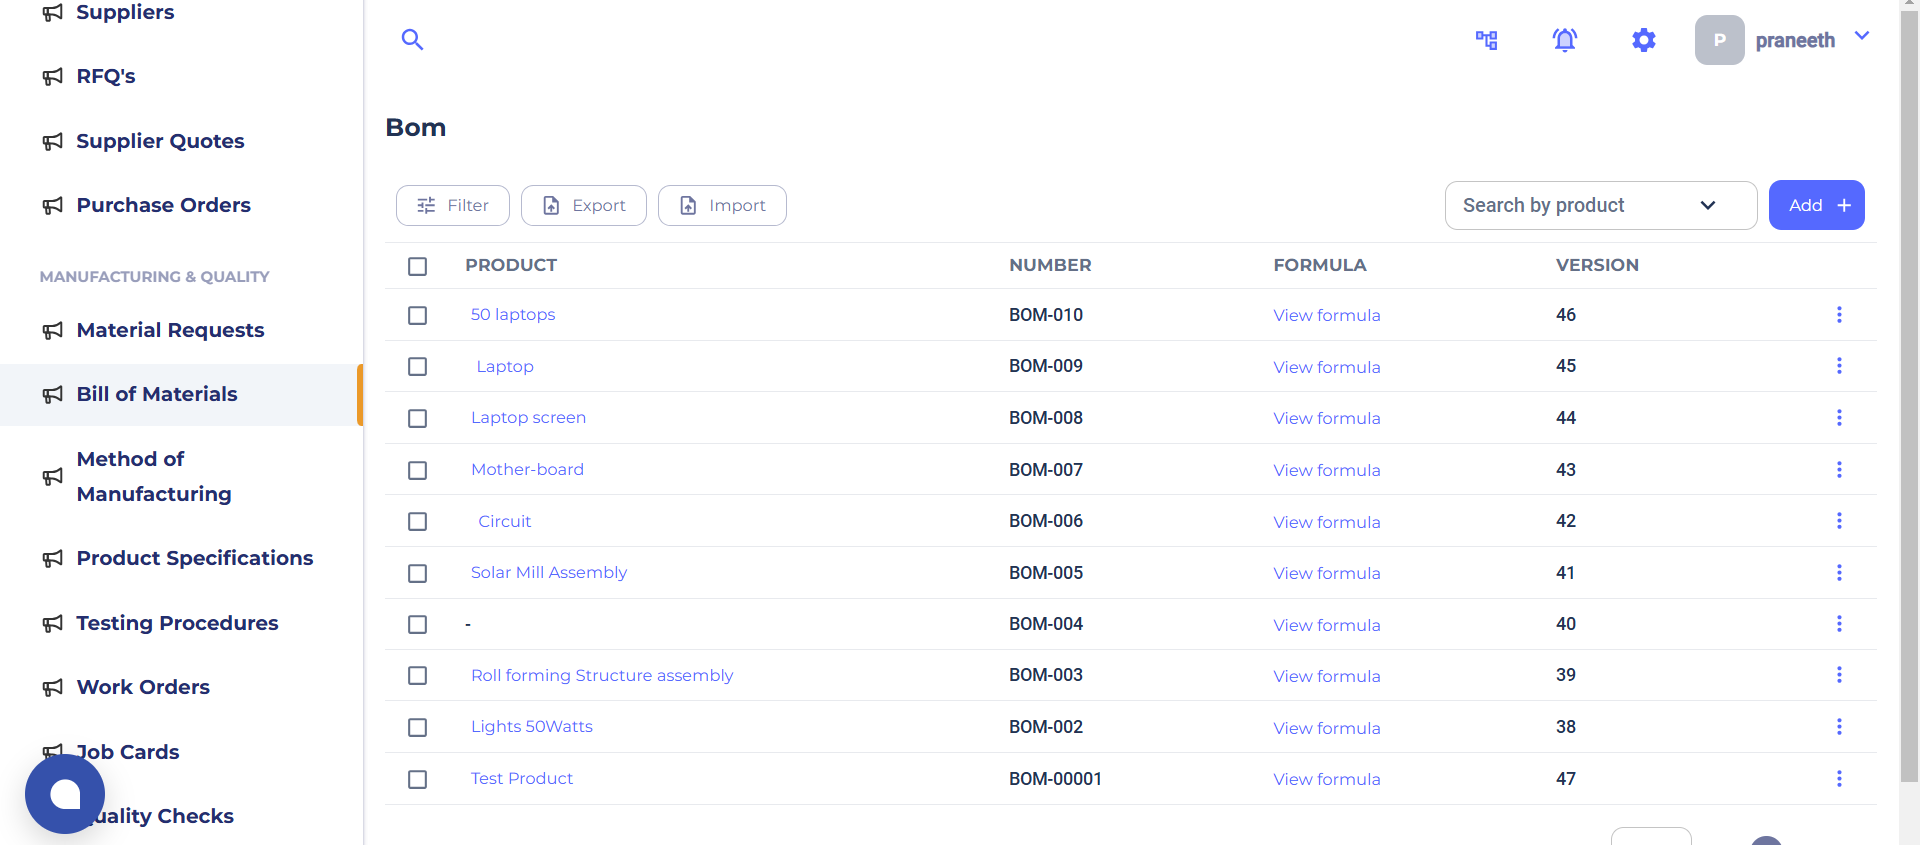 Suppliers
RFQ's
Supplier Quotes
Purchase Orders
MANUFACTURING & QUALITY
Material Requests
Bill of Materials
Method of
Manufacturing
Product Specifications
Testing Procedures
Work Orders
Job Cards
Quality Checks
P praneeth
Bom
Filter Export Import Search by product Add +
PRODUCT NUMBER FORMULA VERSION
50 laptops BOM-010 View formula 46
Laptop BOM-009 View formula 45
Laptop screen BOM-008 View formula 44
Mother-board BOM-007 View formula 43
Circuit BOM-006 View formula 42
Solar Mill Assembly BOM-005 View formula 41
- BOM-004 View formula 40
Roll forming Structure assembly BOM-003 View formula 39
Lights 50Watts BOM-002 View formula 38
Test Product BOM-00001 View formula 47